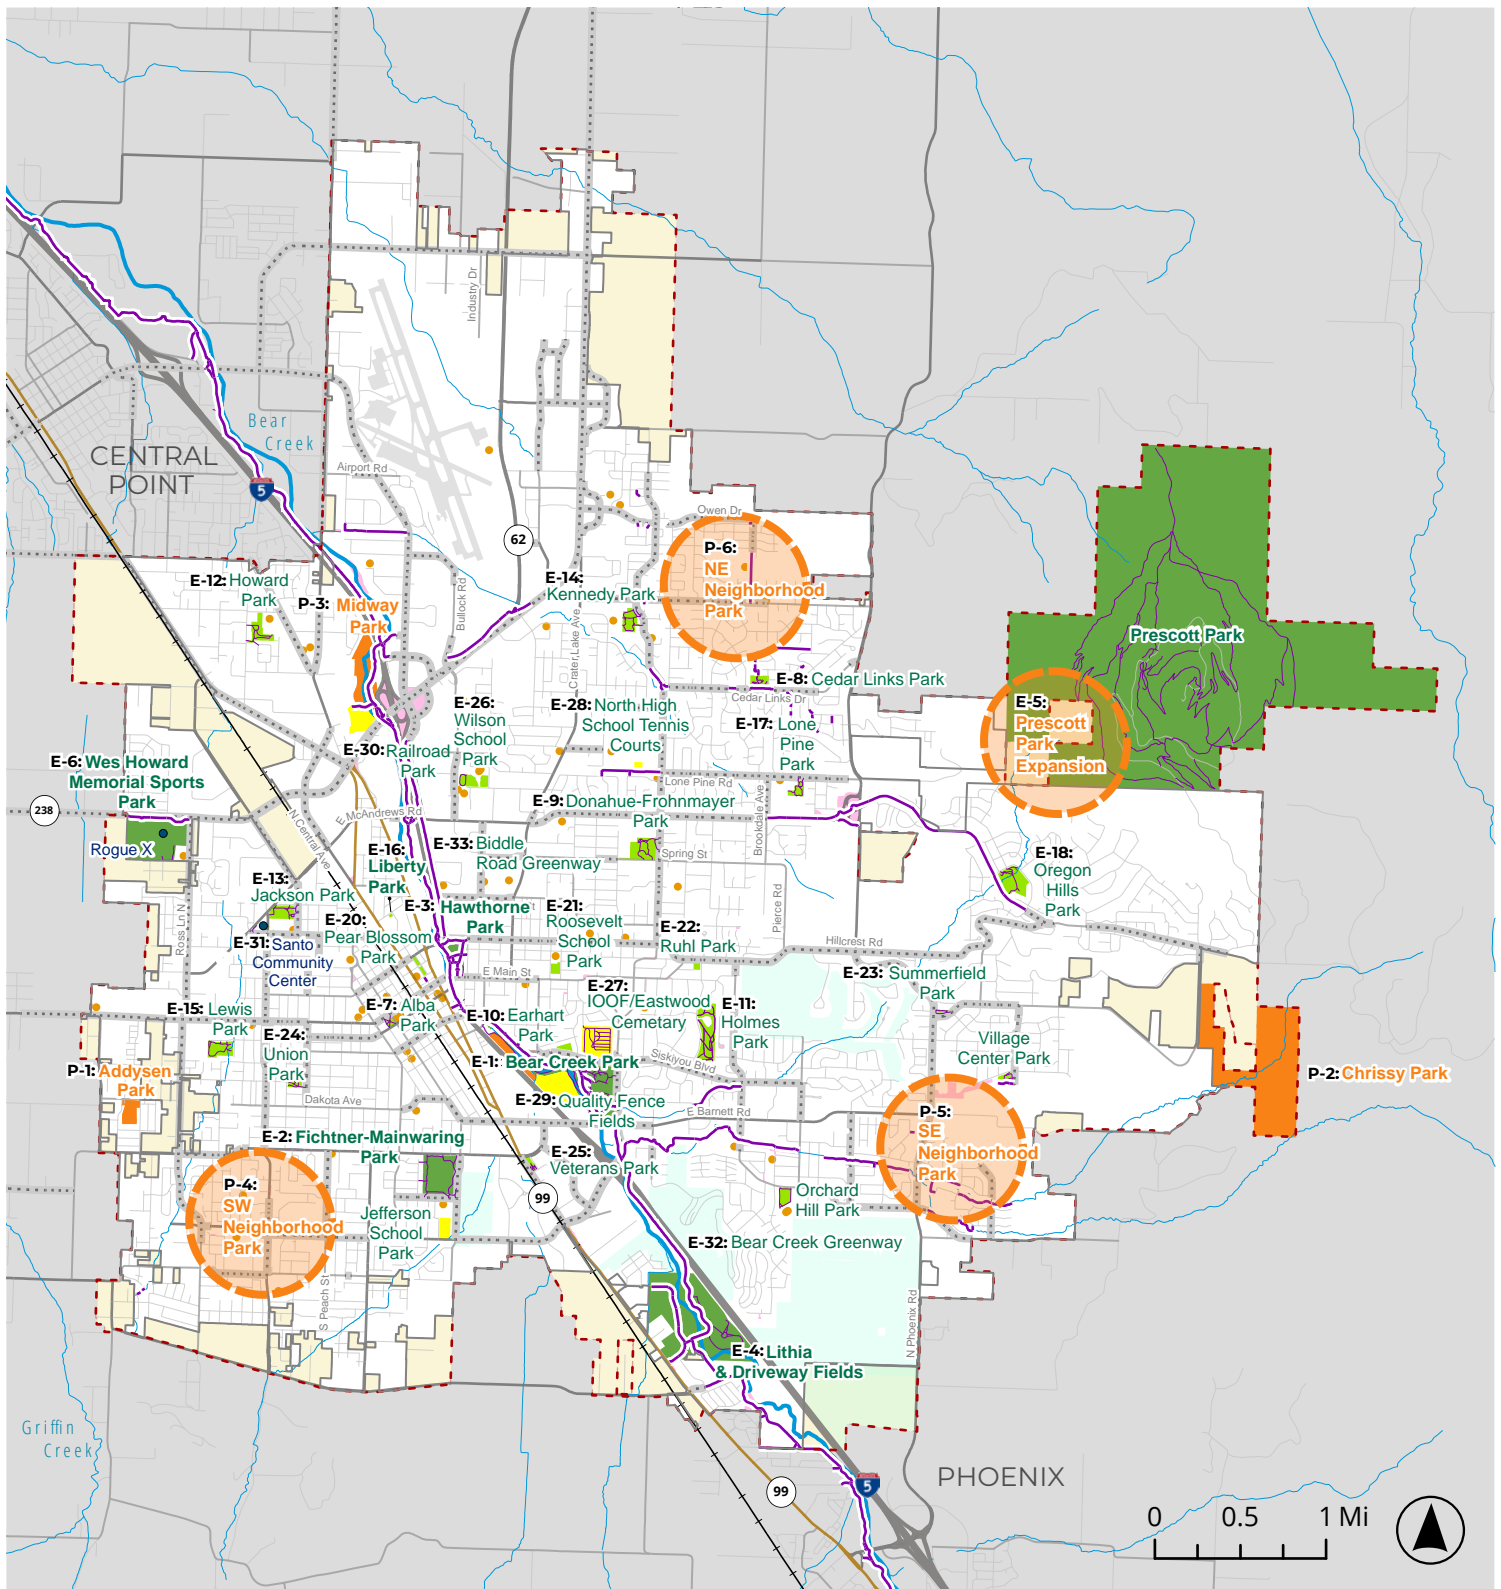 Industry Dr
Bear
Creek
CENTRAL
POINT
Airport Rd
5
62
Owen Dr
P-6:
NE
Neighborhood
Park
E-12: Howard
Park
P-3: Midway
Park
Bullock Rd
E-14:
Kennedy Park
Crater Lake Ave
Prescott Park
E-8: Cedar Links Park
Cedar Links Dr
E-26:
Wilson
School
Park
E-28: North High
School Tennis
Courts
E-17: Lone
Pine
Park
E-5:
Prescott
Park
Expansion
E-30: Railroad
Park
E-6: Wes Howard
Memorial Sports
Park
Lone Pine Rd
238
N Central Ave
E McAndrews Rd
E-9: Donahue-Frohnmayer
Park
Brookdale Ave
Rogue X
E-16:
Liberty
Park
E-33: Biddle
Road Greenway
Spring St
E-18:
Oregon
Hills
Park
E-13:
Jackson Park
E-3: Hawthorne
Park
E-21:
Roosevelt
School
Park
Pierce Rd
Ross Ln N
E-20:
Pear Blossom
Park
E-22:
Ruhl Park
Hillcrest Rd
E-31: Santo
Community
Center
E Main St
E-23: Summerfield
Park
E-27:
IOOF/Eastwood
Cemetary
E-15: Lewis
Park
E-7: Alba
Park
E-10: Earhart
Park
E-11:
Holmes
Park
E-24:
Union
Park
Village
Center Park
Siskiyou Blvd
E-1: Bear Creek Park
P-1: Addysen
Park
P-2: Chrissy Park
Dakota Ave
E-29: Quality Fence
Fields
E Barnett Rd
P-5:
SE
Neighborhood
Park
E-2: Fichtner-Mainwaring
Park
E-25:
Veterans Park
P-4:
SW
Neighborhood
Park
99
Orchard
Hill Park
Jefferson
School
Park
E-32: Bear Creek Greenway
S Peach St
N Phoenix Rd
E-4: Lithia
& Driveway Fields
Griffin
Creek
PHOENIX
5
99
0 0.5 1 Mi